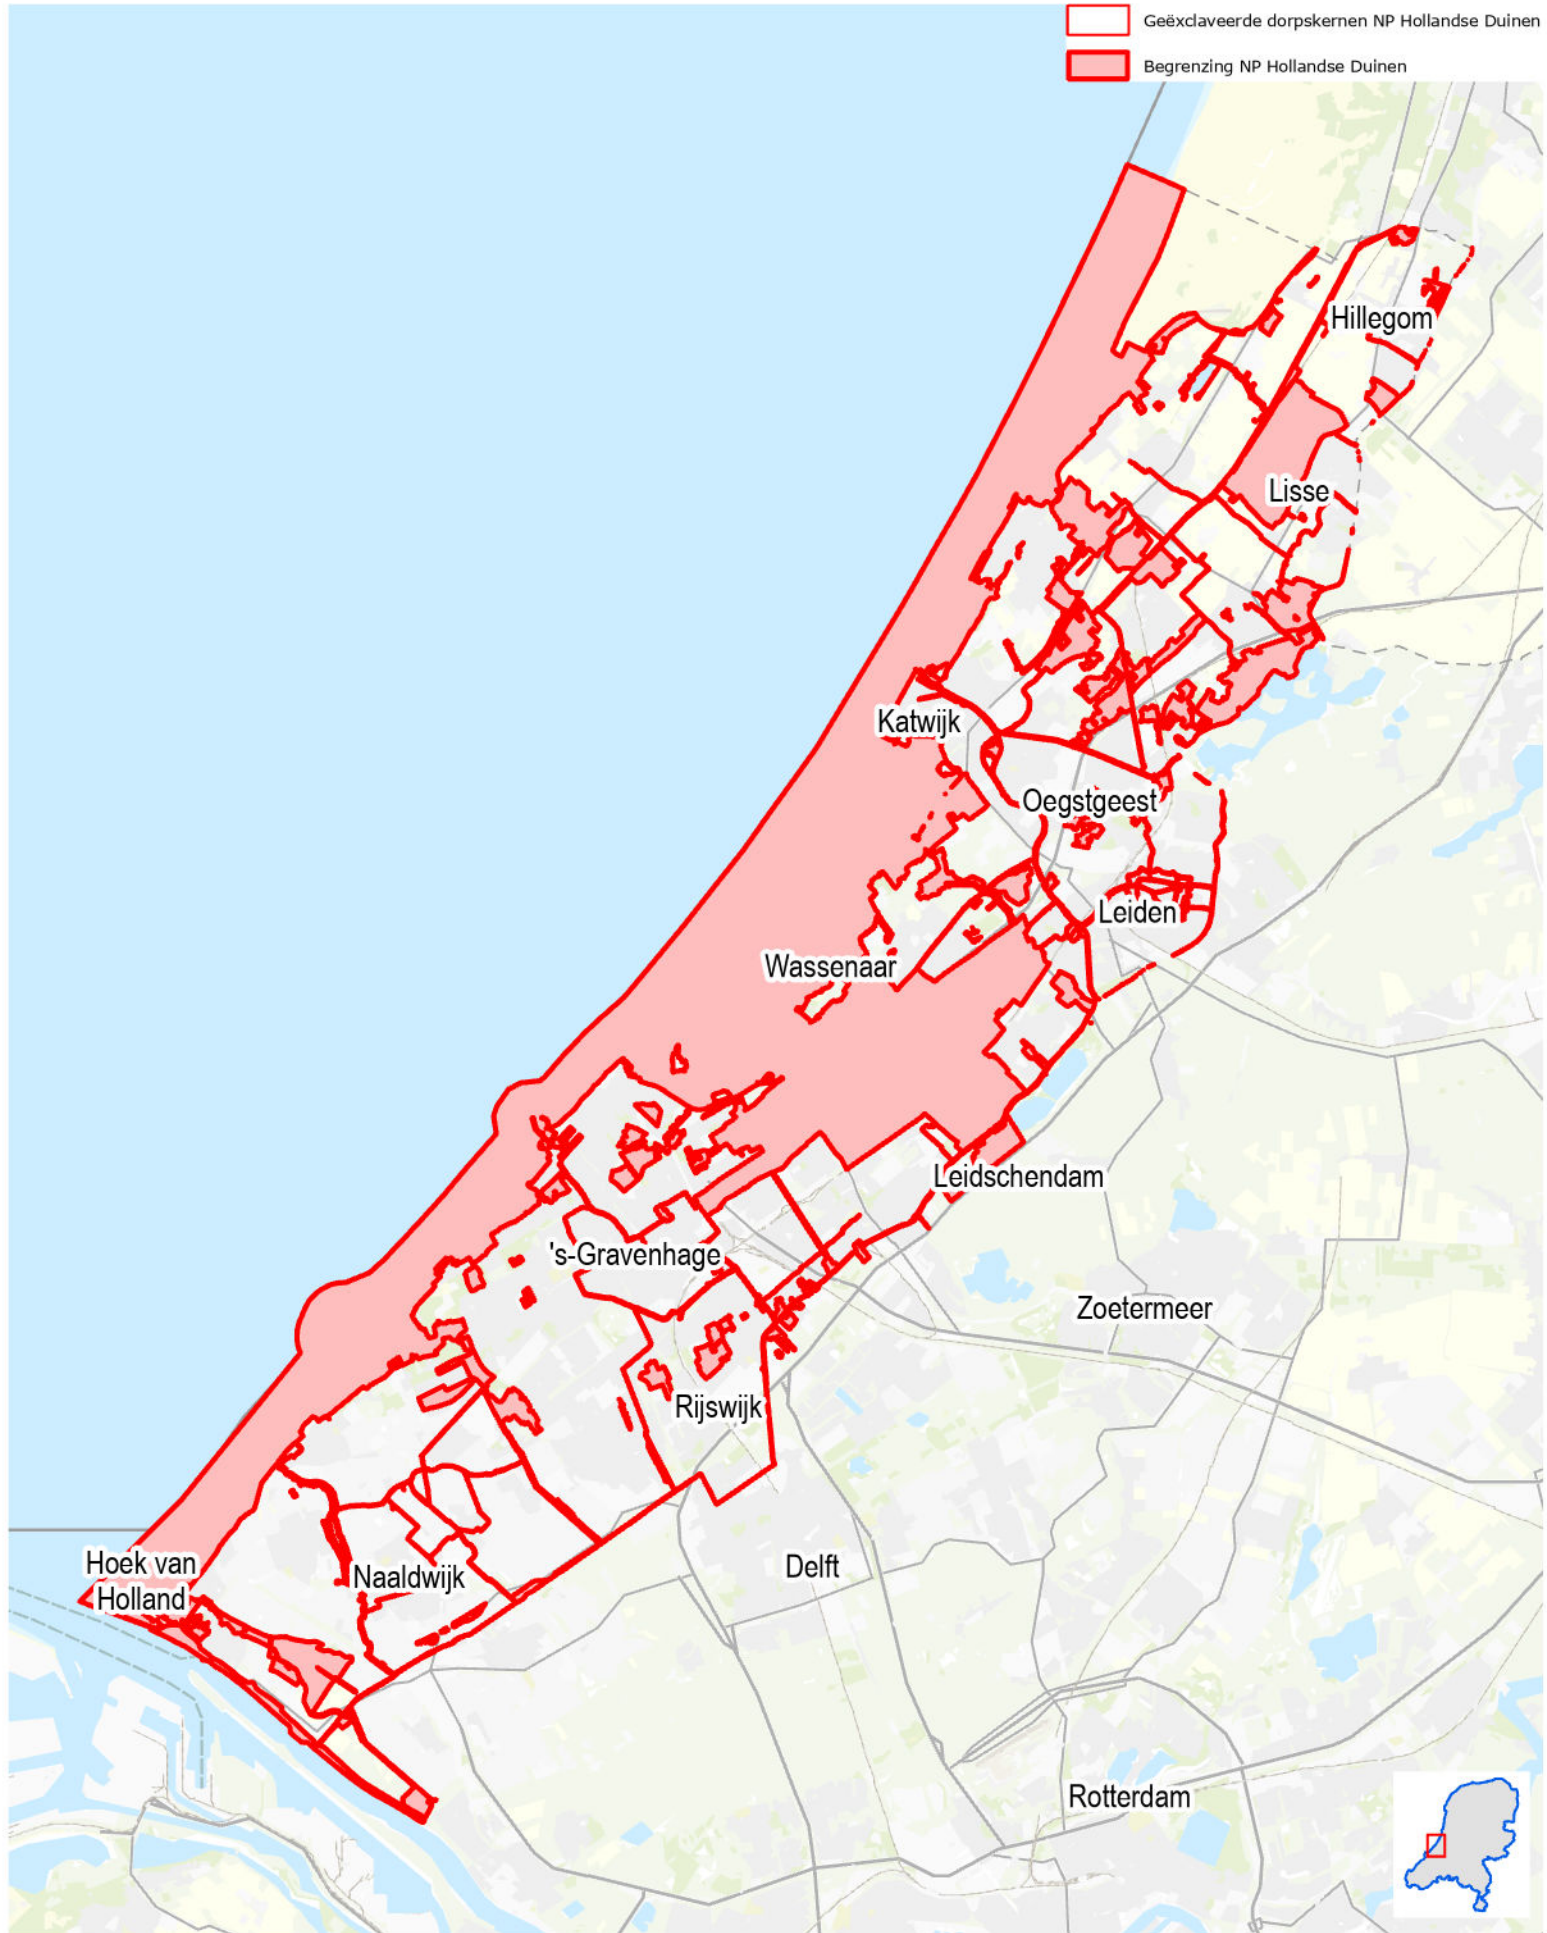 Geëxclaveerde dorpskernen NP Hollandse Duinen
Begrenzing NP Hollandse Duinen
Hillegom
Lisse
Katwijk
Oegstgeest
Leiden
Wassenaar
Leidschendam
's-Gravenhage
Zoetermeer
Rijswijk
Hoek van
Holland
Naaldwijk
Delft
Rotterdam